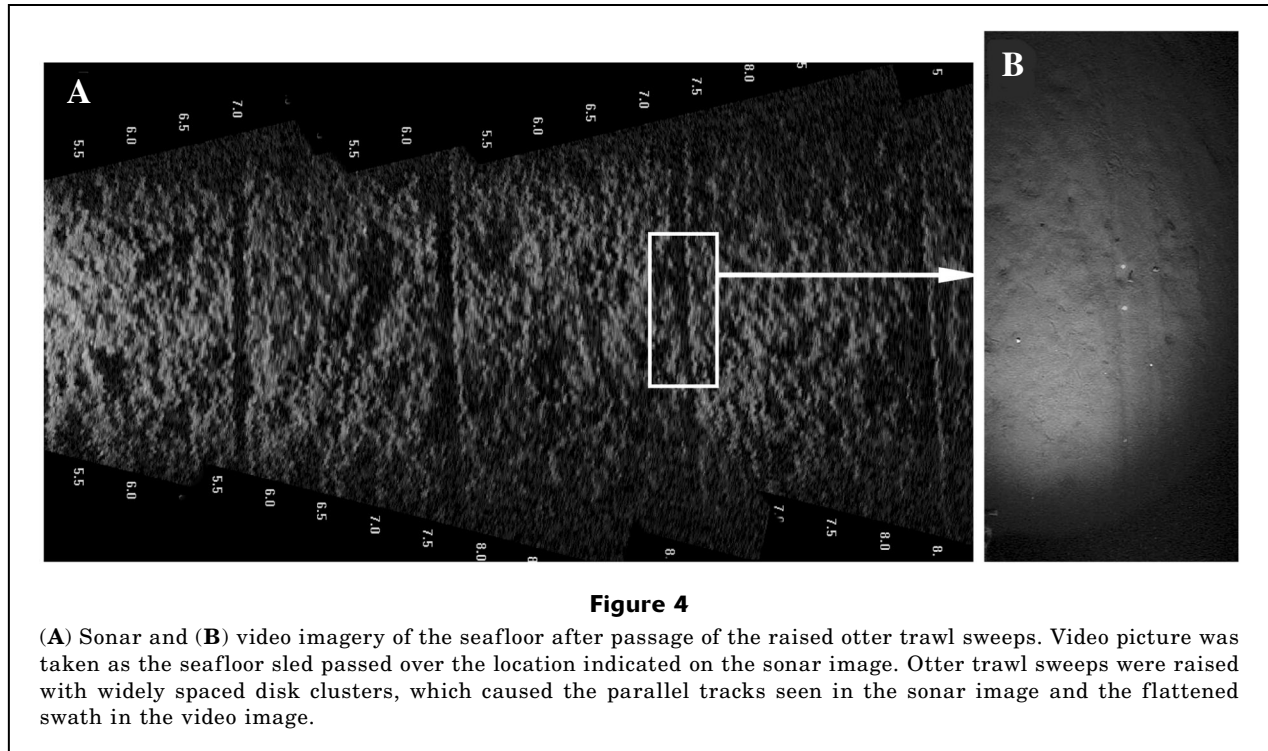 A
B
5.5 6.0 6.5 7.0 5.5 6.0 5.5 6.0 6.5 7.0 7.5 8.0 5
5.5 6.0 5.5 6.0 6.5 7.0 7.5 8.0 8. 7.5 8.0 8.
Figure 4
(A) Sonar and (B) video imagery of the seafloor after passage of the raised otter trawl sweeps. Video picture was
taken as the seafloor sled passed over the location indicated on the sonar image. Otter trawl sweeps were raised
with widely spaced disk clusters, which caused the parallel tracks seen in the sonar image and the flattened
swath in the video image.